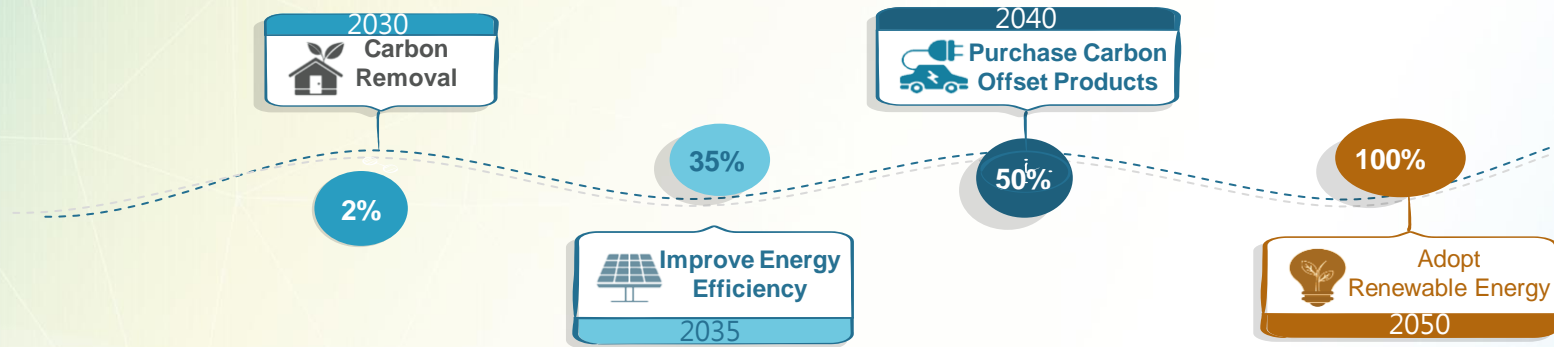 2030
Carbon
Removal
2%
35%
Improve Energy
Efficiency
2035
2040
Purchase Carbon
Offset Products
50%
100%
Adopt
Renewable Energy
2050